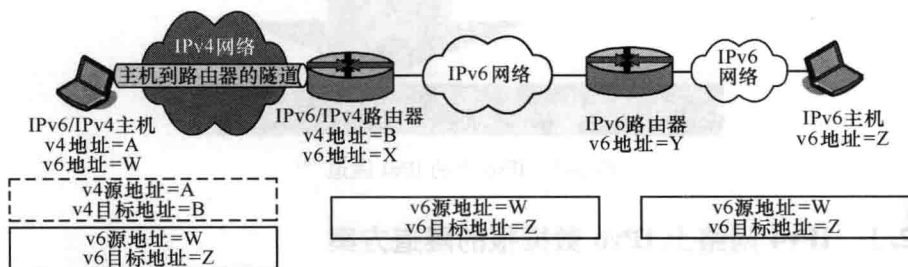 IPv4网络
主机到路由器的隧道
IPv6网络
IPv6
网络
IPv6/IPv4主机
v4地址=A
v6地址=W
IPv6/IPv4路由器
v4地址=B
v6地址=X
IPv6路由器
v6地址=Y
IPv6主机
v6地址=Z
v4源地址=A
v4目标地址=B
v6源地址=W
v6目标地址=Z
v6源地址=W
v6目标地址=Z
v6源地址=W
v6目标地址=Z